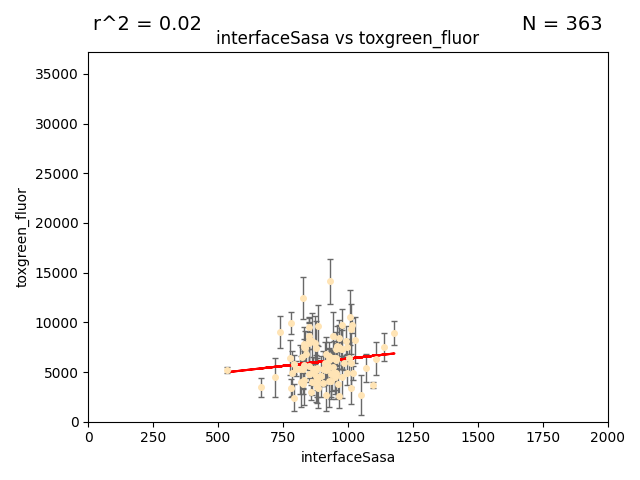 r^2 = 0.02
N = 363
interfaceSasa vs toxgreen_fluor
toxgreen_fluor
35000
30000
25000
20000
15000
10000
5000
0
0 250 500 750 1000 1250 1500 1750 2000
interfaceSasa